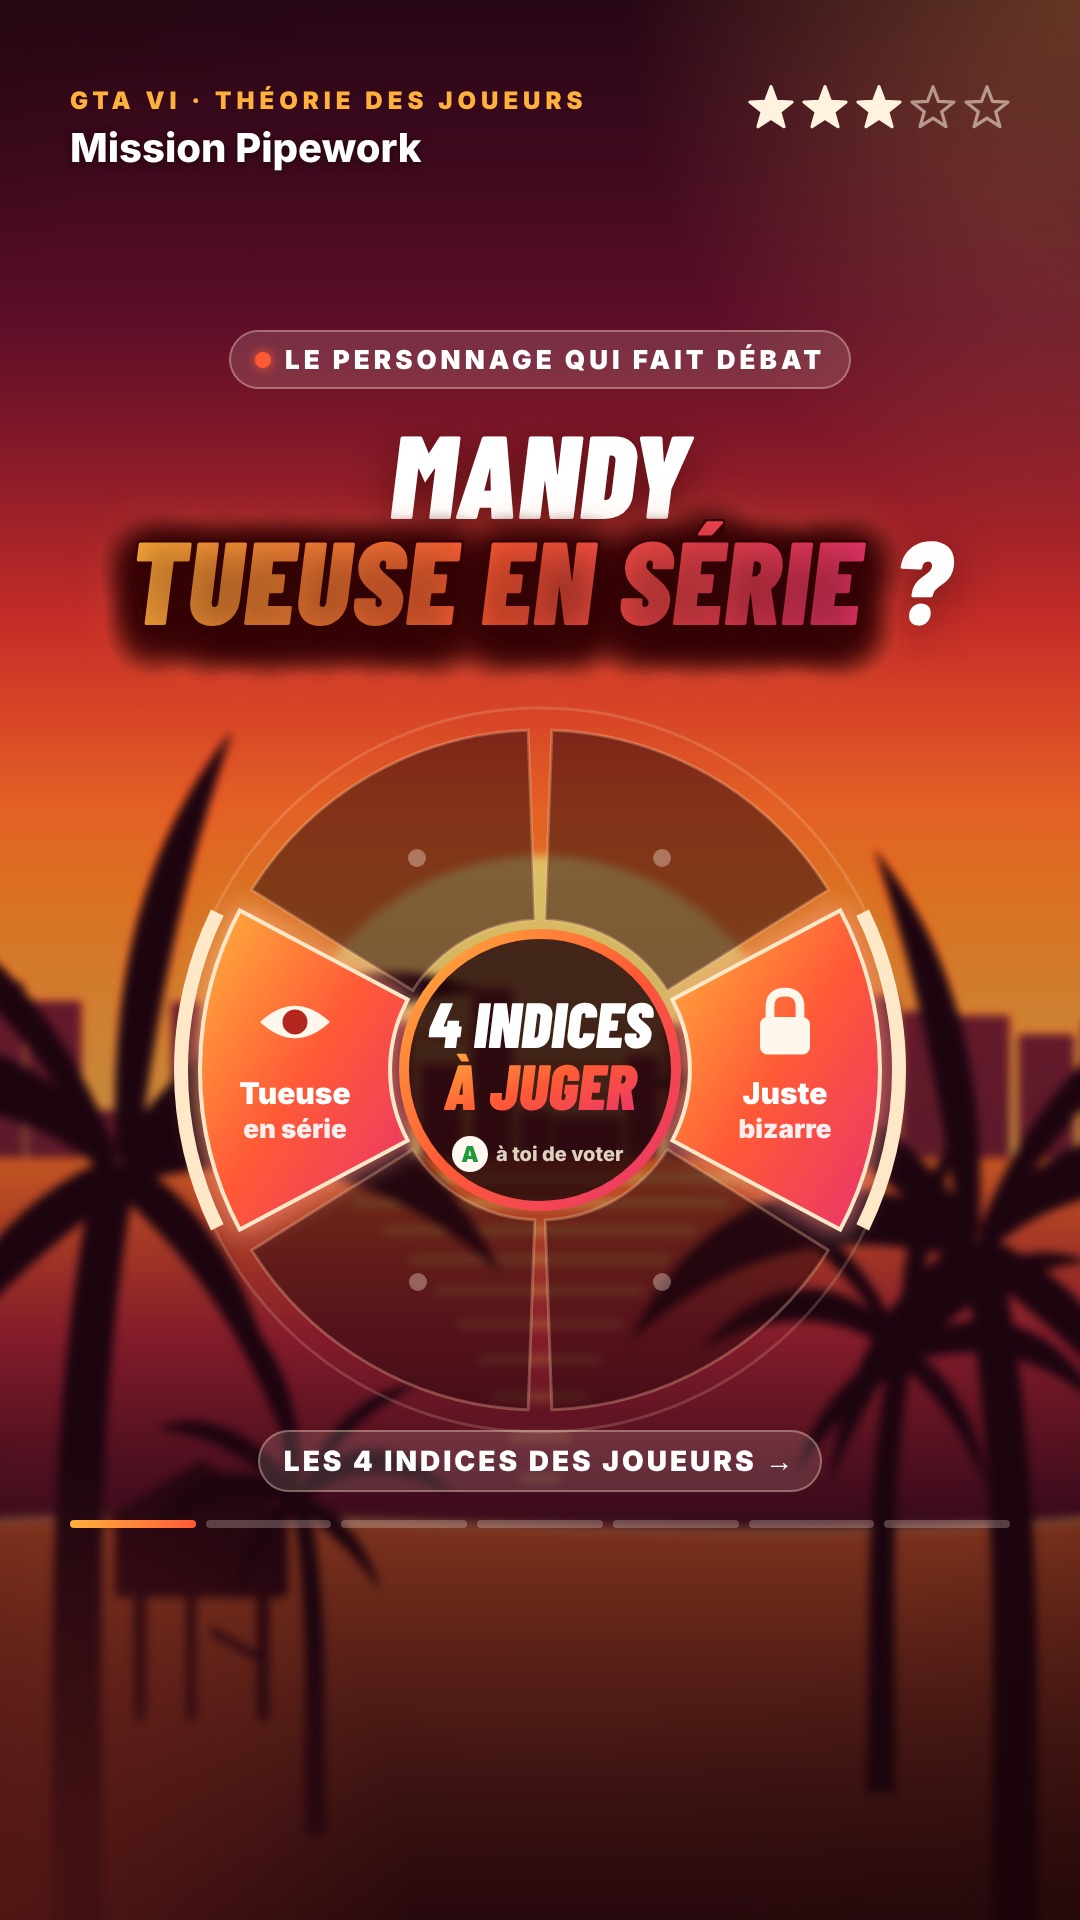 GTA VI · THÉORIE DES JOUEURS
Mission Pipework
LE PERSONNAGE QUI FAIT DÉBAT
MANDY
TUEUSE EN SÉRIE ?
4 INDICES
À JUGER
A à toi de voter
Tueuse
en série
Juste
bizarre
LES 4 INDICES DES JOUEURS →